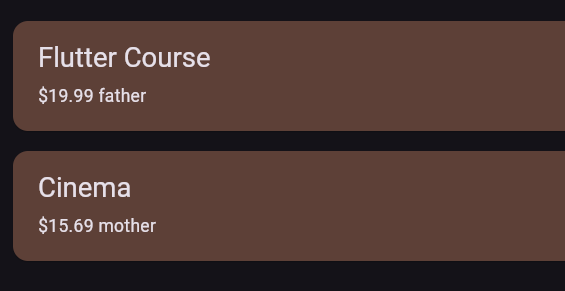 Flutter Course
$19.99 father
Cinema
$15.69 mother